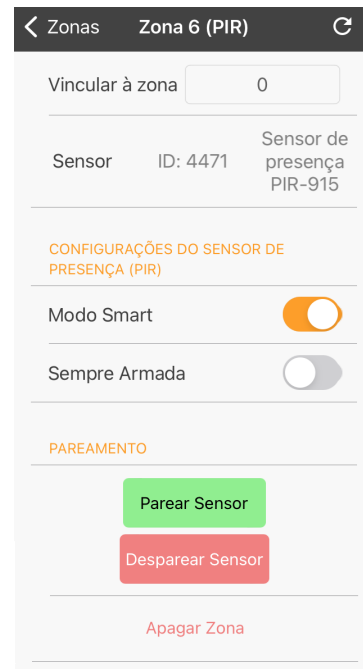 Zonas Zona 6 (PIR)
Vincular à zona 0
Sensor ID: 4471 Sensor de
presença
PIR-915
CONFIGURAÇÕES DO SENSOR DE
PRESENÇA (PIR)
Modo Smart
Sempre Armada
PAREAMENTO
Parear Sensor
Desparear Sensor
Apagar Zona